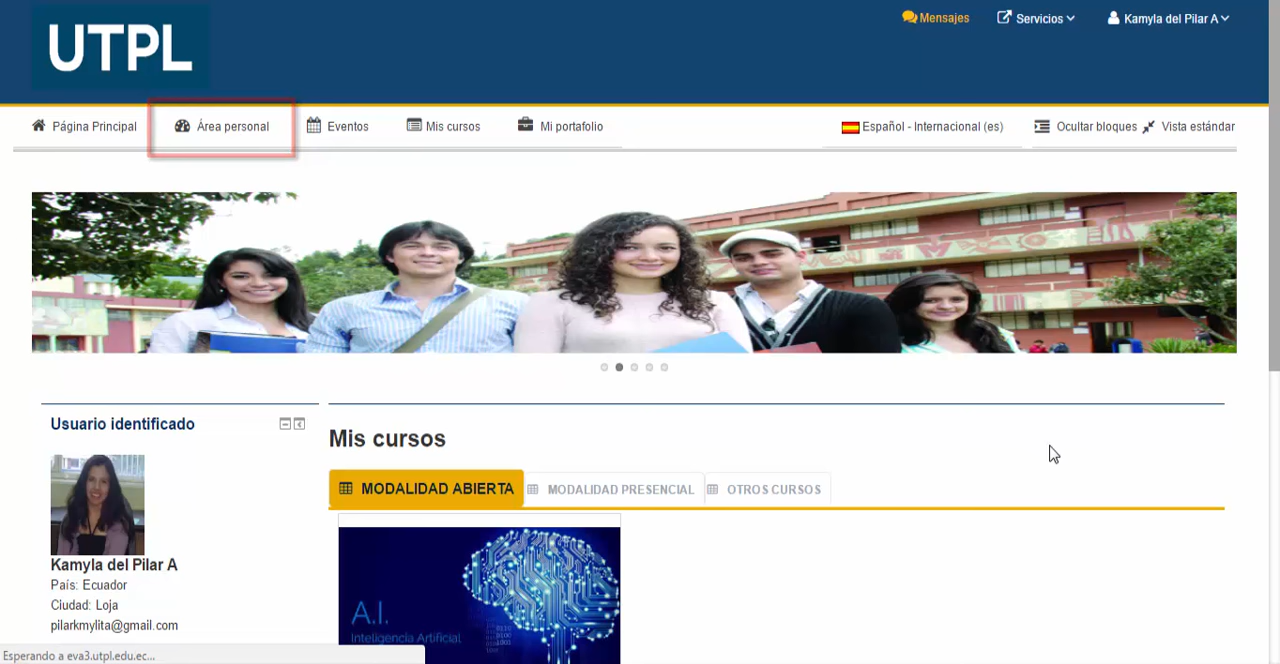 UTPL
Mensajes
Servicios
Kamyla del Pilar A
Página Principal
Área personal
Eventos
Mis cursos
Mi portafolio
Español - Internacional (es)
Ocultar bloques
Vista estándar
Usuario identificado
Kamyla del Pilar A
País: Ecuador
Ciudad: Loja
pilarkmylita@gmail.com
Mis cursos
MODALIDAD ABIERTA
MODALIDAD PRESENCIAL
OTROS CURSOS
A.I.
Inteligencia Artificial
Esperando a eva3.utpl.edu.ec...